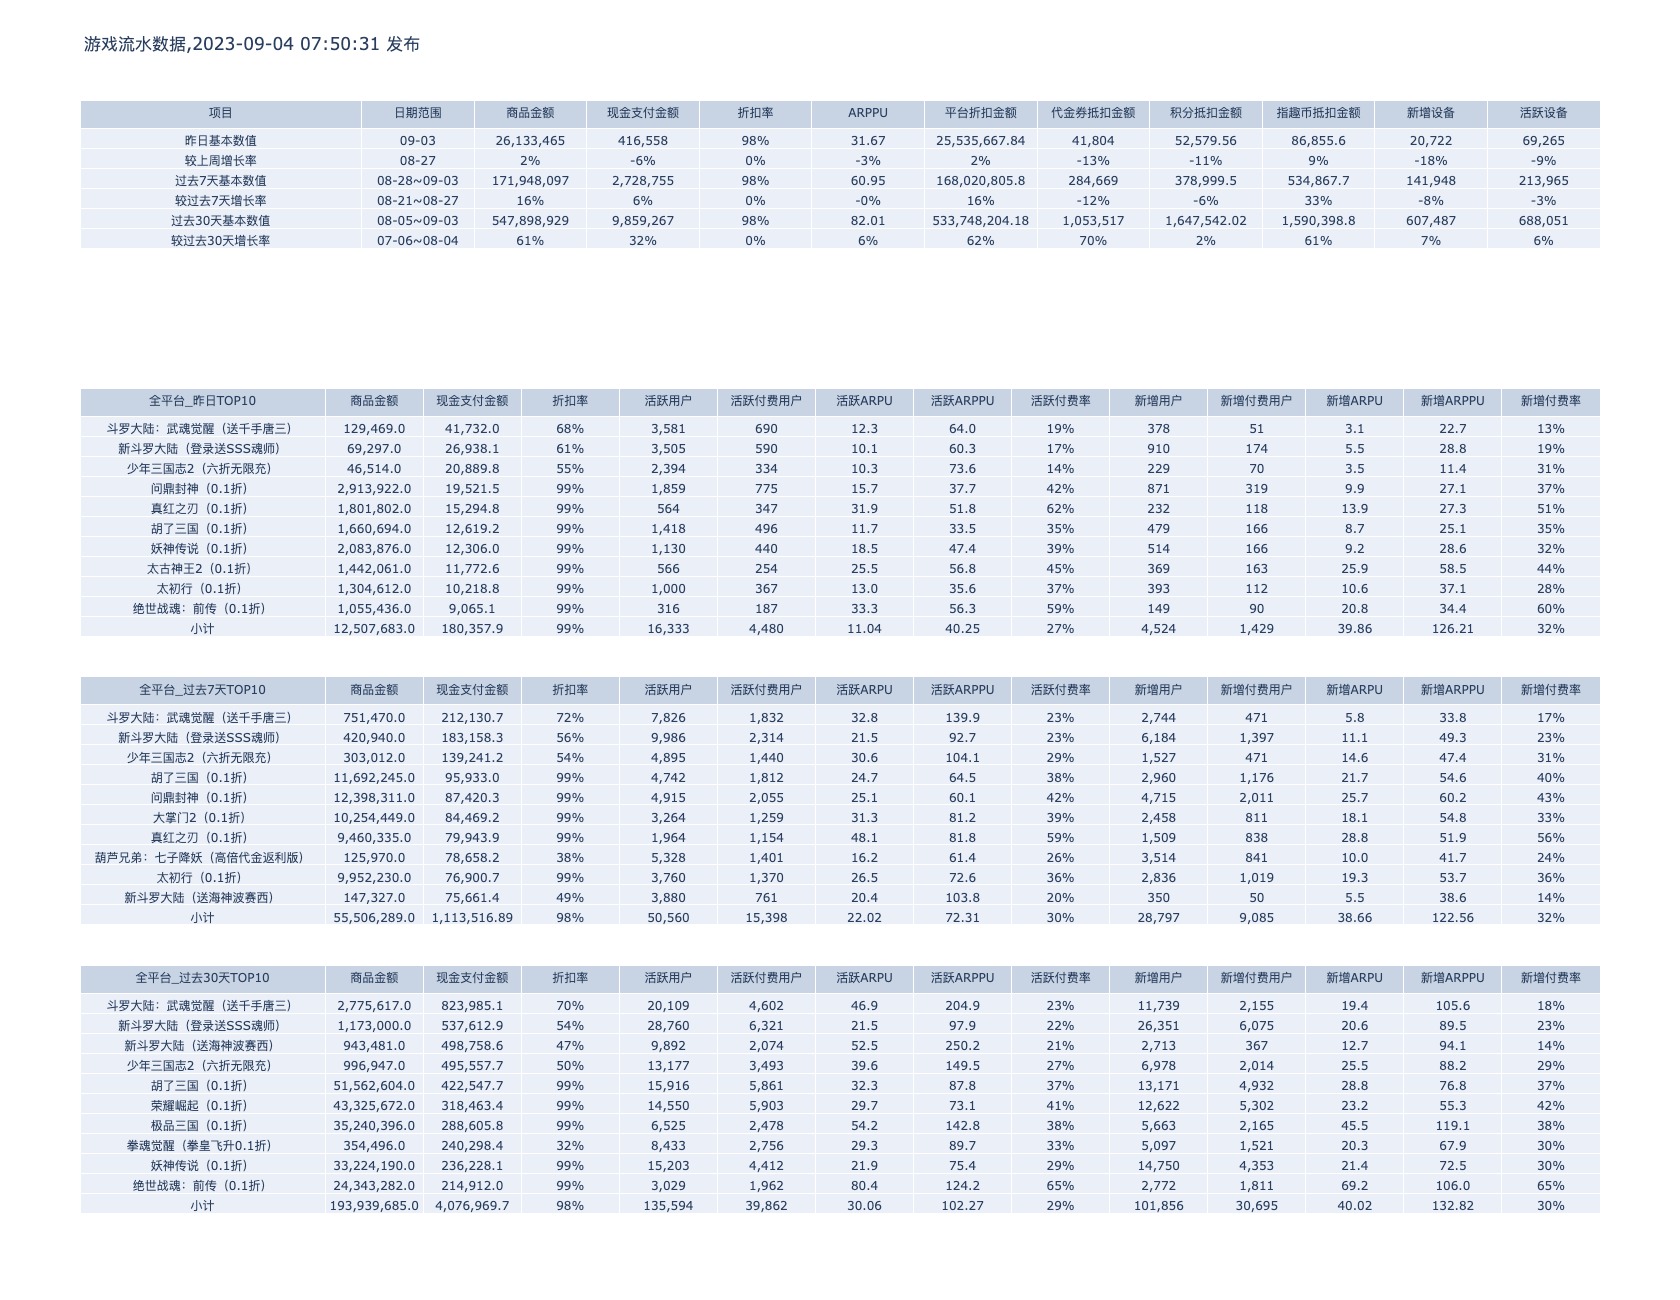 游戏流水数据,2023-09-04 07:50:31 发布
项目 日期范围 商品金额 现金支付金额 折扣率 ARPPU 平台折扣金额 代金券抵扣金额 积分抵扣金额 指趣币抵扣金额 新增设备 活跃设备
昨日基本数值 09-03 26,133,465 416,558 98% 31.67 25,535,667.84 41,804 52,579.56 86,855.6 20,722 69,265
较上周增长率 08-27 2% -6% 0% -3% 2% -13% -11% 9% -18% -9%
过去7天基本数值 08-28~09-03 171,948,097 2,728,755 98% 60.95 168,020,805.8 284,669 378,999.5 534,867.7 141,948 213,965
较过去7天增长率 08-21~08-27 16% 6% 0% -0% 16% -12% -6% 33% -8% -3%
过去30天基本数值 08-05~09-03 547,898,929 9,859,267 98% 82.01 533,748,204.18 1,053,517 1,647,542.02 1,590,398.8 607,487 688,051
较过去30天增长率 07-06~08-04 61% 32% 0% 6% 62% 70% 2% 61% 7% 6%
全平台_昨日TOP10 商品金额 现金支付金额 折扣率 活跃用户 活跃付费用户 活跃ARPU 活跃ARPPU 活跃付费率 新增用户 新增付费用户 新增ARPU 新增ARPPU 新增付费率
斗罗大陆：武魂觉醒（送千手唐三） 129,469.0 41,732.0 68% 3,581 690 12.3 64.0 19% 378 51 3.1 22.7 13%
新斗罗大陆（登录送SSS魂师） 69,297.0 26,938.1 61% 3,505 590 10.1 60.3 17% 910 174 5.5 28.8 19%
少年三国志2（六折无限充） 46,514.0 20,889.8 55% 2,394 334 10.3 73.6 14% 229 70 3.5 11.4 31%
问鼎封神（0.1折） 2,913,922.0 19,521.5 99% 1,859 775 15.7 37.7 42% 871 319 9.9 27.1 37%
真红之刃（0.1折） 1,801,802.0 15,294.8 99% 564 347 31.9 51.8 62% 232 118 13.9 27.3 51%
胡了三国（0.1折） 1,660,694.0 12,619.2 99% 1,418 496 11.7 33.5 35% 479 166 8.7 25.1 35%
妖神传说（0.1折） 2,083,876.0 12,306.0 99% 1,130 440 18.5 47.4 39% 514 166 9.2 28.6 32%
太古神王2（0.1折） 1,442,061.0 11,772.6 99% 566 254 25.5 56.8 45% 369 163 25.9 58.5 44%
太初行（0.1折） 1,304,612.0 10,218.8 99% 1,000 367 13.0 35.6 37% 393 112 10.6 37.1 28%
绝世战魂：前传（0.1折） 1,055,436.0 9,065.1 99% 316 187 33.3 56.3 59% 149 90 20.8 34.4 60%
小计 12,507,683.0 180,357.9 99% 16,333 4,480 11.04 40.25 27% 4,524 1,429 39.86 126.21 32%
全平台_过去7天TOP10 商品金额 现金支付金额 折扣率 活跃用户 活跃付费用户 活跃ARPU 活跃ARPPU 活跃付费率 新增用户 新增付费用户 新增ARPU 新增ARPPU 新增付费率
斗罗大陆：武魂觉醒（送千手唐三） 751,470.0 212,130.7 72% 7,826 1,832 32.8 139.9 23% 2,744 471 5.8 33.8 17%
新斗罗大陆（登录送SSS魂师） 420,940.0 183,158.3 56% 9,986 2,314 21.5 92.7 23% 6,184 1,397 11.1 49.3 23%
少年三国志2（六折无限充） 303,012.0 139,241.2 54% 4,895 1,440 30.6 104.1 29% 1,527 471 14.6 47.4 31%
胡了三国（0.1折） 11,692,245.0 95,933.0 99% 4,742 1,812 24.7 64.5 38% 2,960 1,176 21.7 54.6 40%
问鼎封神（0.1折） 12,398,311.0 87,420.3 99% 4,915 2,055 25.1 60.1 42% 4,715 2,011 25.7 60.2 43%
大掌门2（0.1折） 10,254,449.0 84,469.2 99% 3,264 1,259 31.3 81.2 39% 2,458 811 18.1 54.8 33%
真红之刃（0.1折） 9,460,335.0 79,943.9 99% 1,964 1,154 48.1 81.8 59% 1,509 838 28.8 51.9 56%
葫芦兄弟：七子降妖（高倍代金返利版） 125,970.0 78,658.2 38% 5,328 1,401 16.2 61.4 26% 3,514 841 10.0 41.7 24%
太初行（0.1折） 9,952,230.0 76,900.7 99% 3,760 1,370 26.5 72.6 36% 2,836 1,019 19.3 53.7 36%
新斗罗大陆（送海神波赛西） 147,327.0 75,661.4 49% 3,880 761 20.4 103.8 20% 350 50 5.5 38.6 14%
小计 55,506,289.0 1,113,516.89 98% 50,560 15,398 22.02 72.31 30% 28,797 9,085 38.66 122.56 32%
全平台_过去30天TOP10 商品金额 现金支付金额 折扣率 活跃用户 活跃付费用户 活跃ARPU 活跃ARPPU 活跃付费率 新增用户 新增付费用户 新增ARPU 新增ARPPU 新增付费率
斗罗大陆：武魂觉醒（送千手唐三） 2,775,617.0 823,985.1 70% 20,109 4,602 46.9 204.9 23% 11,739 2,155 19.4 105.6 18%
新斗罗大陆（登录送SSS魂师） 1,173,000.0 537,612.9 54% 28,760 6,321 21.5 97.9 22% 26,351 6,075 20.6 89.5 23%
新斗罗大陆（送海神波赛西） 943,481.0 498,758.6 47% 9,892 2,074 52.5 250.2 21% 2,713 367 12.7 94.1 14%
少年三国志2（六折无限充） 996,947.0 495,557.7 50% 13,177 3,493 39.6 149.5 27% 6,978 2,014 25.5 88.2 29%
胡了三国（0.1折） 51,562,604.0 422,547.7 99% 15,916 5,861 32.3 87.8 37% 13,171 4,932 28.8 76.8 37%
荣耀崛起（0.1折） 43,325,672.0 318,463.4 99% 14,550 5,903 29.7 73.1 41% 12,622 5,302 23.2 55.3 42%
极品三国（0.1折） 35,240,396.0 288,605.8 99% 6,525 2,478 54.2 142.8 38% 5,663 2,165 45.5 119.1 38%
拳魂觉醒（拳皇飞升0.1折） 354,496.0 240,298.4 32% 8,433 2,756 29.3 89.7 33% 5,097 1,521 20.3 67.9 30%
妖神传说（0.1折） 33,224,190.0 236,228.1 99% 15,203 4,412 21.9 75.4 29% 14,750 4,353 21.4 72.5 30%
绝世战魂：前传（0.1折） 24,343,282.0 214,912.0 99% 3,029 1,962 80.4 124.2 65% 2,772 1,811 69.2 106.0 65%
小计 193,939,685.0 4,076,969.7 98% 135,594 39,862 30.06 102.27 29% 101,856 30,695 40.02 132.82 30%